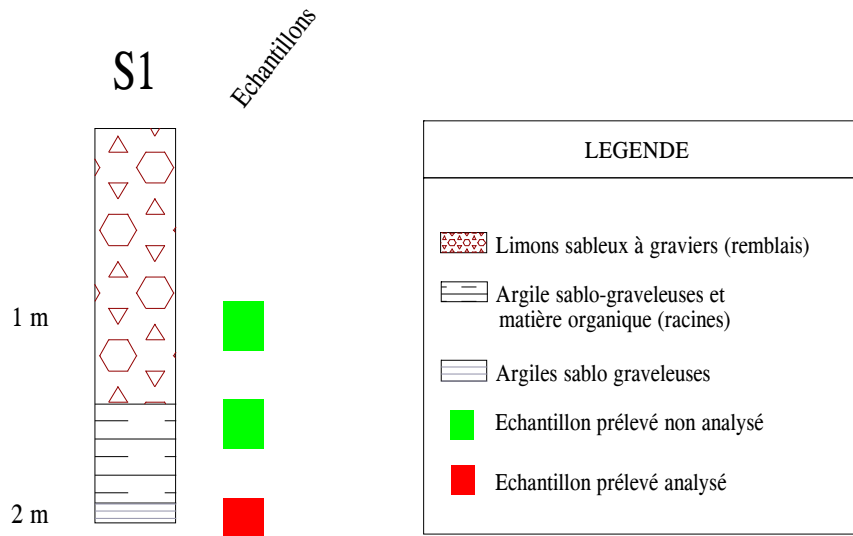 S1
Echantillons
1 m
2 m
LEGENDE
Limons sableux à graviers (remblais)
Argile sablo-graveleuses et
matière organique (racines)
Argiles sablo graveleuses
Echantillon prélevé non analysé
Echantillon prélevé analysé